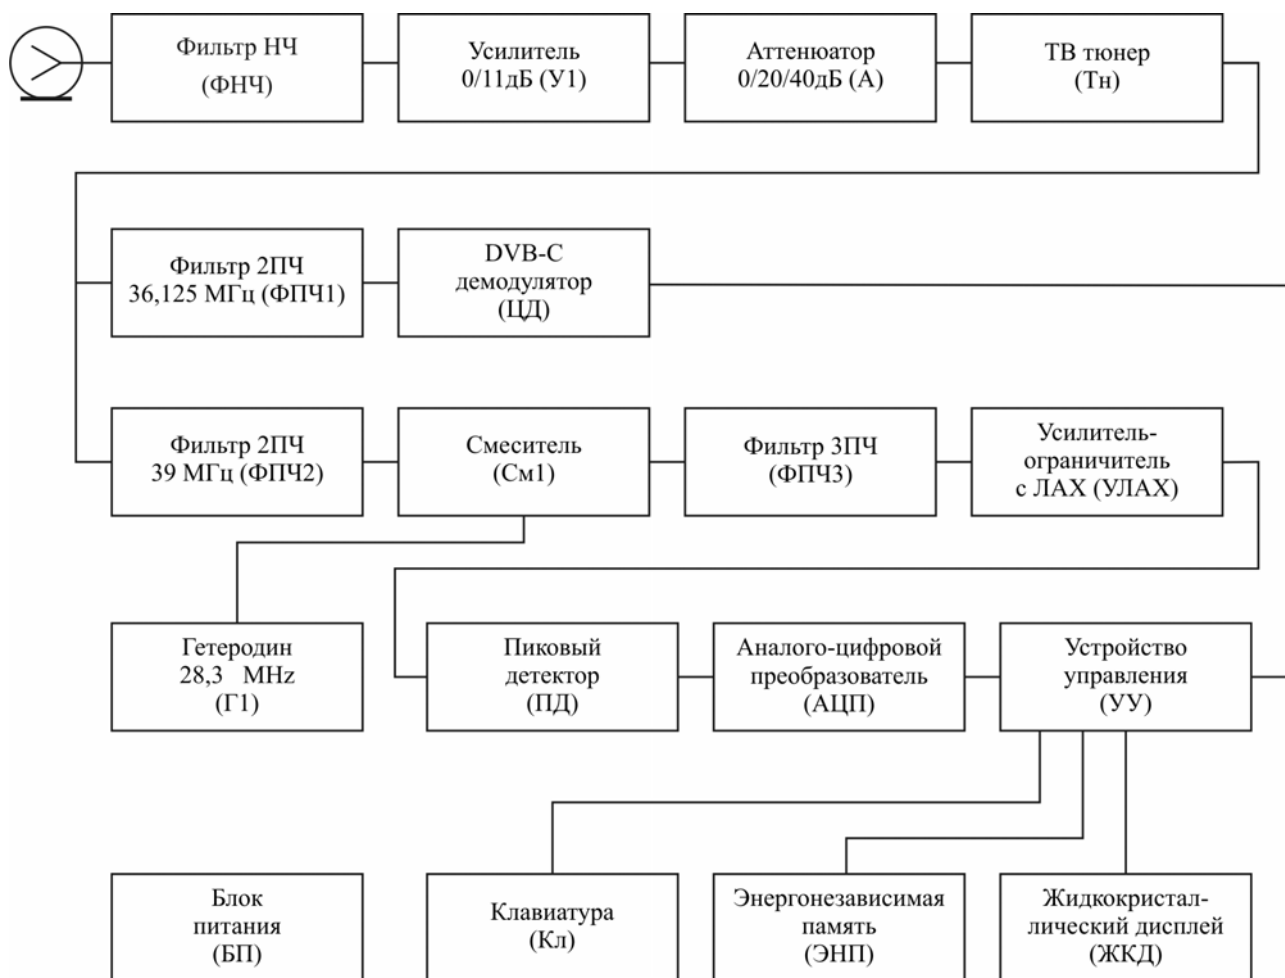 Фильтр НЧ
(ФНЧ)
Усилитель
0/11дБ (У1)
Аттенюатор
0/20/40дБ (А)
ТВ тюнер
(Тн)
Фильтр 2ПЧ
36,125 МГц (ФПЧ1)
DVB-C
демодулятор
(ЦД)
Фильтр 2ПЧ
39 МГц (ФПЧ2)
Смеситель
(См1)
Фильтр 3ПЧ
(ФПЧ3)
Усилитель-
ограничитель
с ЛАХ (УЛАХ)
Гетеродин
28,3 MHz
(Г1)
Пиковый
детектор
(ПД)
Аналого-цифровой
преобразователь
(АЦП)
Устройство
управления
(УУ)
Блок
питания
(БП)
Клавиатура
(Кл)
Энергонезависимая
память
(ЭНП)
Жидкокристал-
лический дисплей
(ЖКД)